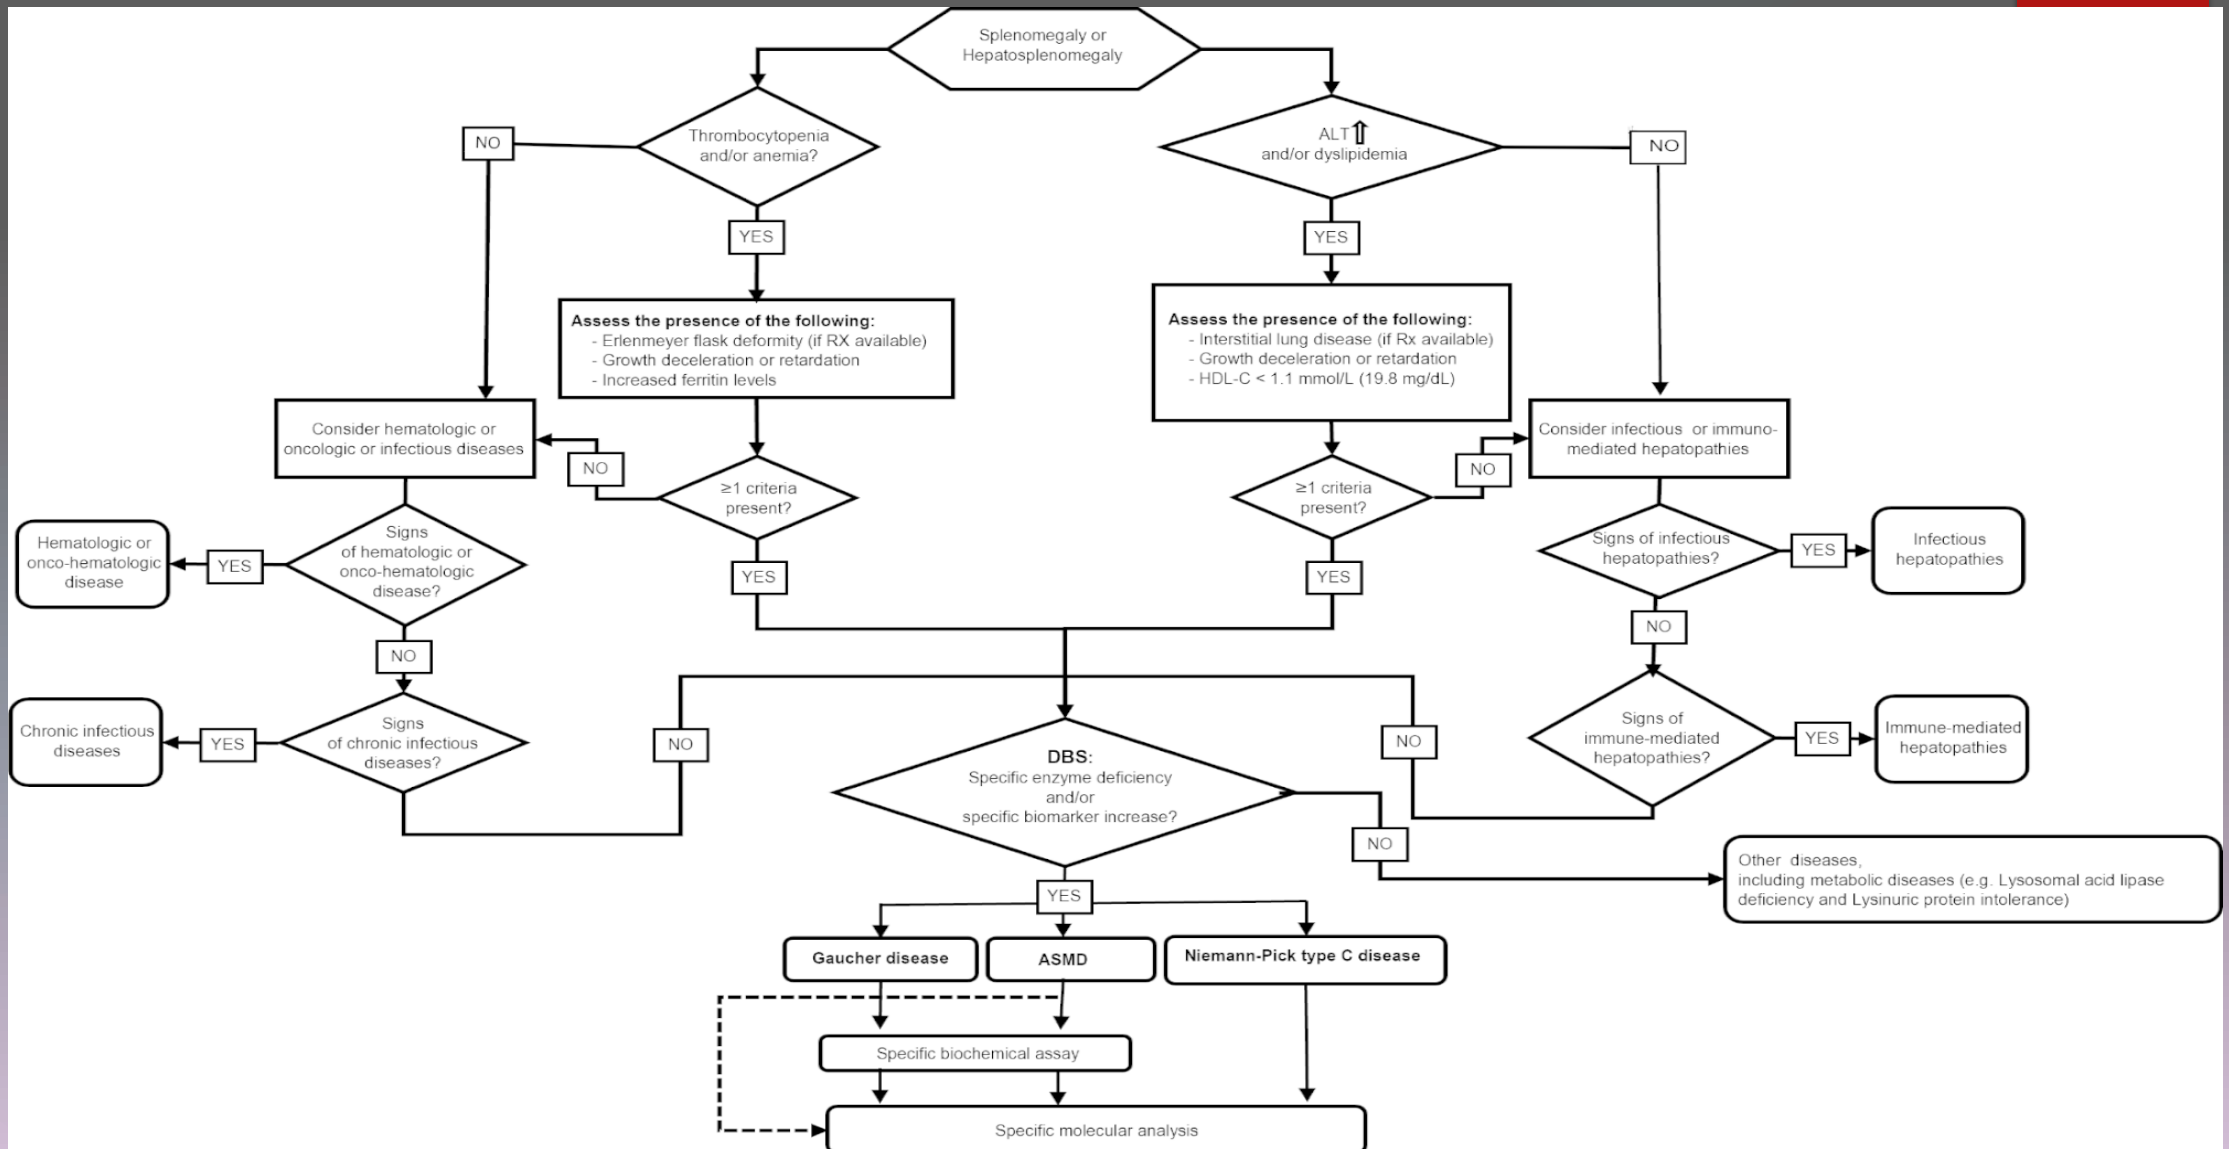 Splenomegaly or
Hepatosplenomegaly
Thrombocytopenia
and/or anemia?
NO
YES
ALT⇧
and/or dyslipidemia
NO
YES
Assess the presence of the following:
- Erlenmeyer flask deformity (if RX available)
- Growth deceleration or retardation
- Increased ferritin levels
Assess the presence of the following:
- Interstitial lung disease (if Rx available)
- Growth deceleration or retardation
- HDL-C < 1.1 mmol/L (19.8 mg/dL)
Consider hematologic or
oncologic or infectious diseases
NO
≥1 criteria
present?
YES
≥1 criteria
present?
NO
YES
Consider infectious or immuno-
mediated hepatopathies
Signs
of hematologic or
onco-hematologic
disease?
YES
Hematologic or
onco-hematologic
disease
NO
Signs of infectious
hepatopathies?
YES
Infectious
hepatopathies
NO
Signs
of chronic infectious
diseases?
YES
Chronic infectious
diseases
NO
Signs of
immune-mediated
hepatopathies?
YES
Immune-mediated
hepatopathies
NO
DBS:
Specific enzyme deficiency
and/or
specific biomarker increase?
NO
Other diseases,
including metabolic diseases (e.g. Lysosomal acid lipase
deficiency and Lysinuric protein intolerance)
YES
Gaucher disease
ASMD
Niemann-Pick type C disease
Specific biochemical assay
Specific molecular analysis